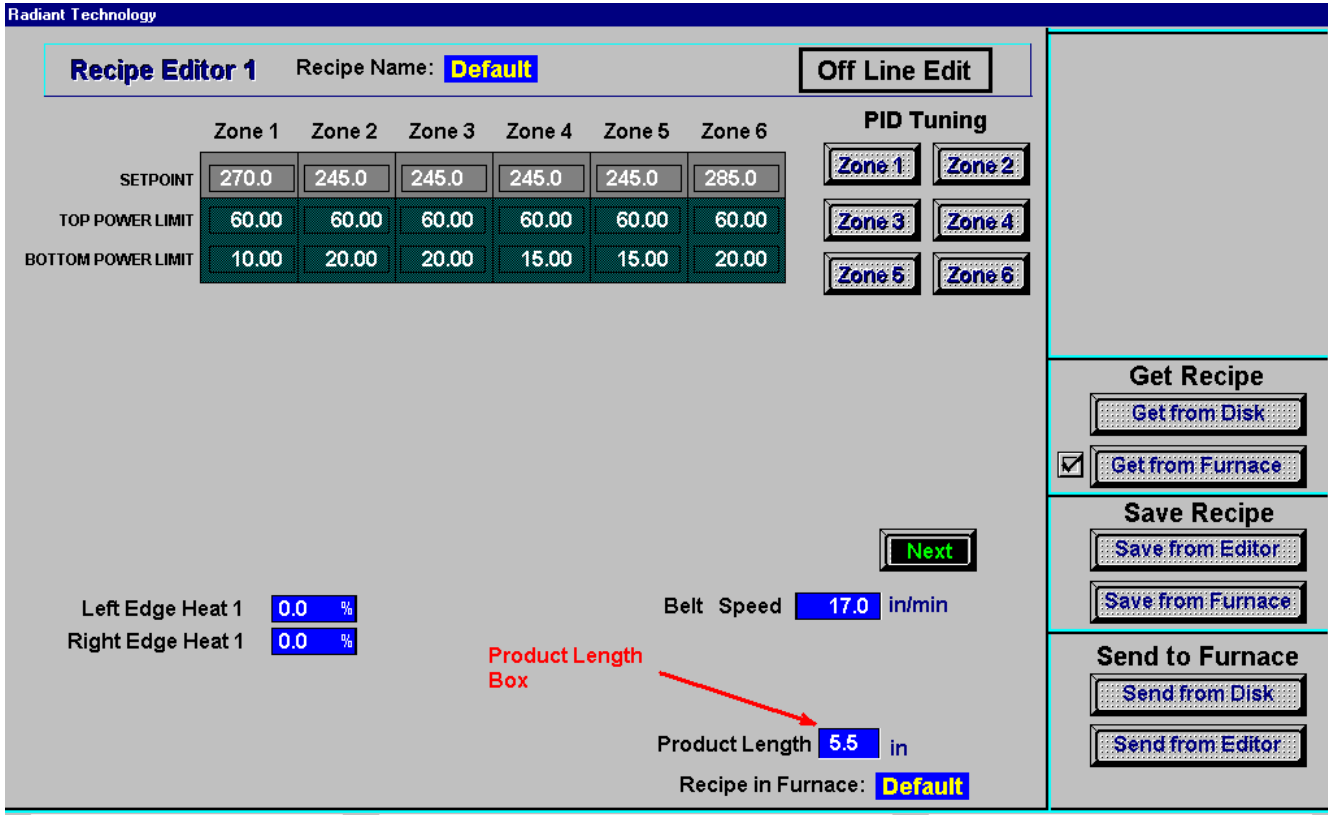 Radiant Technology
Recipe Editor 1 Recipe Name: Default Off Line Edit
PID Tuning
Zone 1 Zone 2 Zone 3 Zone 4 Zone 5 Zone 6
SETPOINT 270.0 245.0 245.0 245.0 245.0 285.0
TOP POWER LIMIT 60.00 60.00 60.00 60.00 60.00 60.00
BOTTOM POWER LIMIT 10.00 20.00 20.00 15.00 15.00 20.00
Zone 1 Zone 2
Zone 3 Zone 4
Zone 5 Zone 6
Next
Left Edge Heat 1 0.0 %
Right Edge Heat 1 0.0 %
Belt Speed 17.0 in/min
Product Length
Box
Product Length 5.5 in
Recipe in Furnace: Default
Get Recipe
Get from Disk
Get from Furnace
Save Recipe
Save from Editor
Save from Furnace
Send to Furnace
Send from Disk
Send from Editor